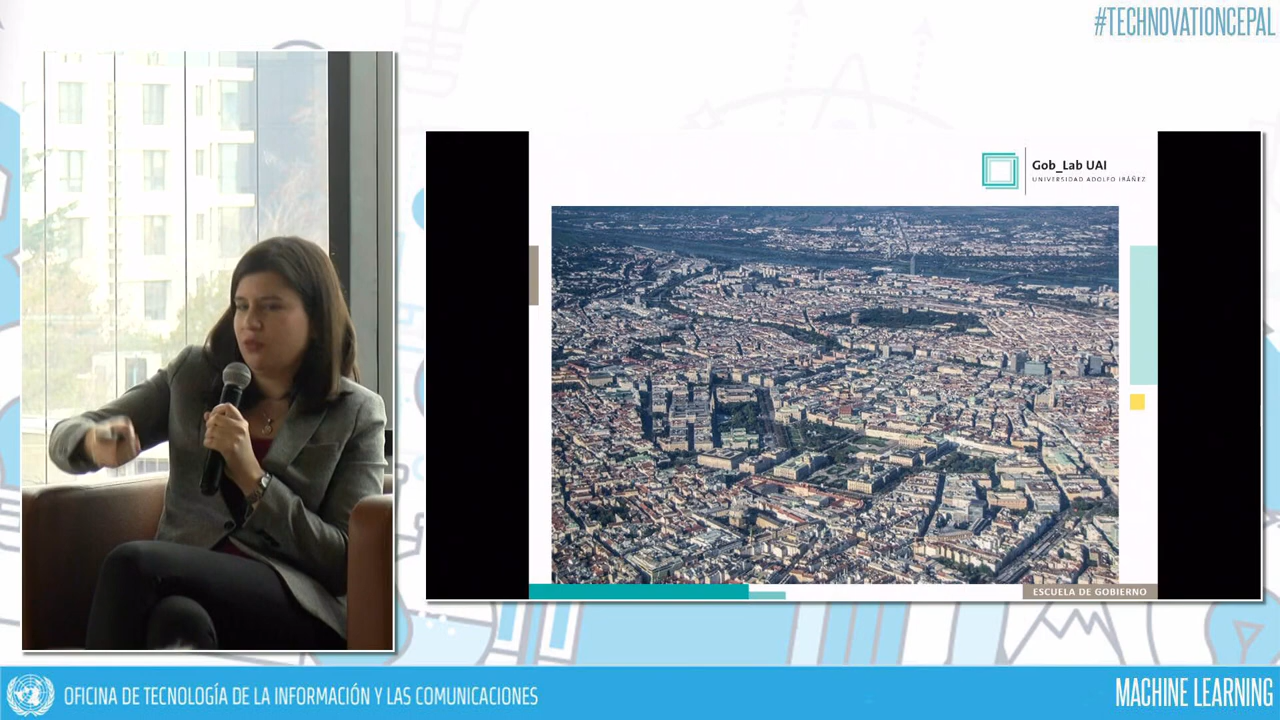 #TECHNOVATIONCEPAL
Gob_Lab UAI
UNIVERSIDAD ADOLFO IBÁÑEZ
ESCUELA DE GOBIERNO
OFICINA DE TECNOLOGÍA DE LA INFORMACIÓN Y LAS COMUNICACIONES
MACHINE LEARNING